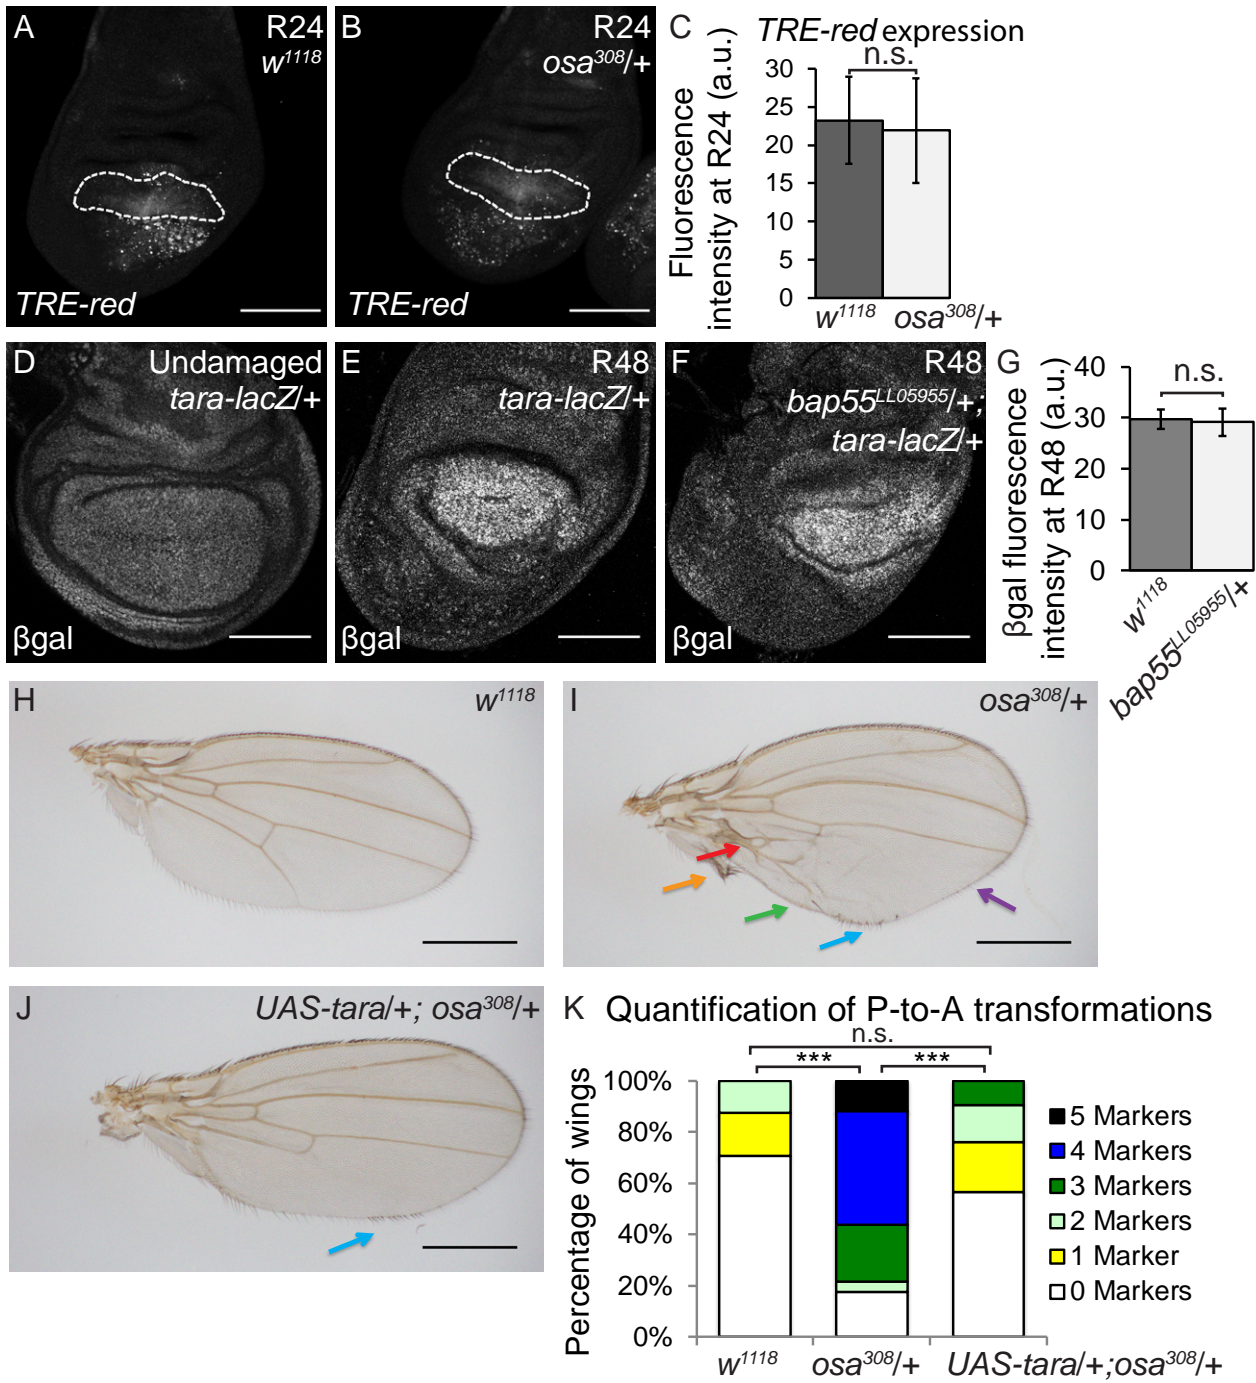 A
R24
w1118
TRE-red
B
R24
osa308/+
TRE-red
C
TRE-red expression
n.s.
Fluorescence
intensity at R24 (a.u.)
30
25
20
15
10
5
0
w1118
osa308/+
D
Undamaged
tara-lacZ/+
βgal
E
R48
tara-lacZ/+
βgal
F
R48
bap55LL05955/+;
tara-lacZ/+
βgal
G
n.s.
βgal fluorescence
intensity at R48 (a.u.)
40
30
20
10
0
w1118
bap55LL05955/+
H
w1118
I
osa308/+
J
UAS-tara/+; osa308/+
K
Quantification of P-to-A transformations
n.s.
***
***
Percentage of wings
100%
80%
60%
40%
20%
0%
w1118
osa308/+
UAS-tara/+;osa308/+
5 Markers
4 Markers
3 Markers
2 Markers
1 Marker
0 Markers